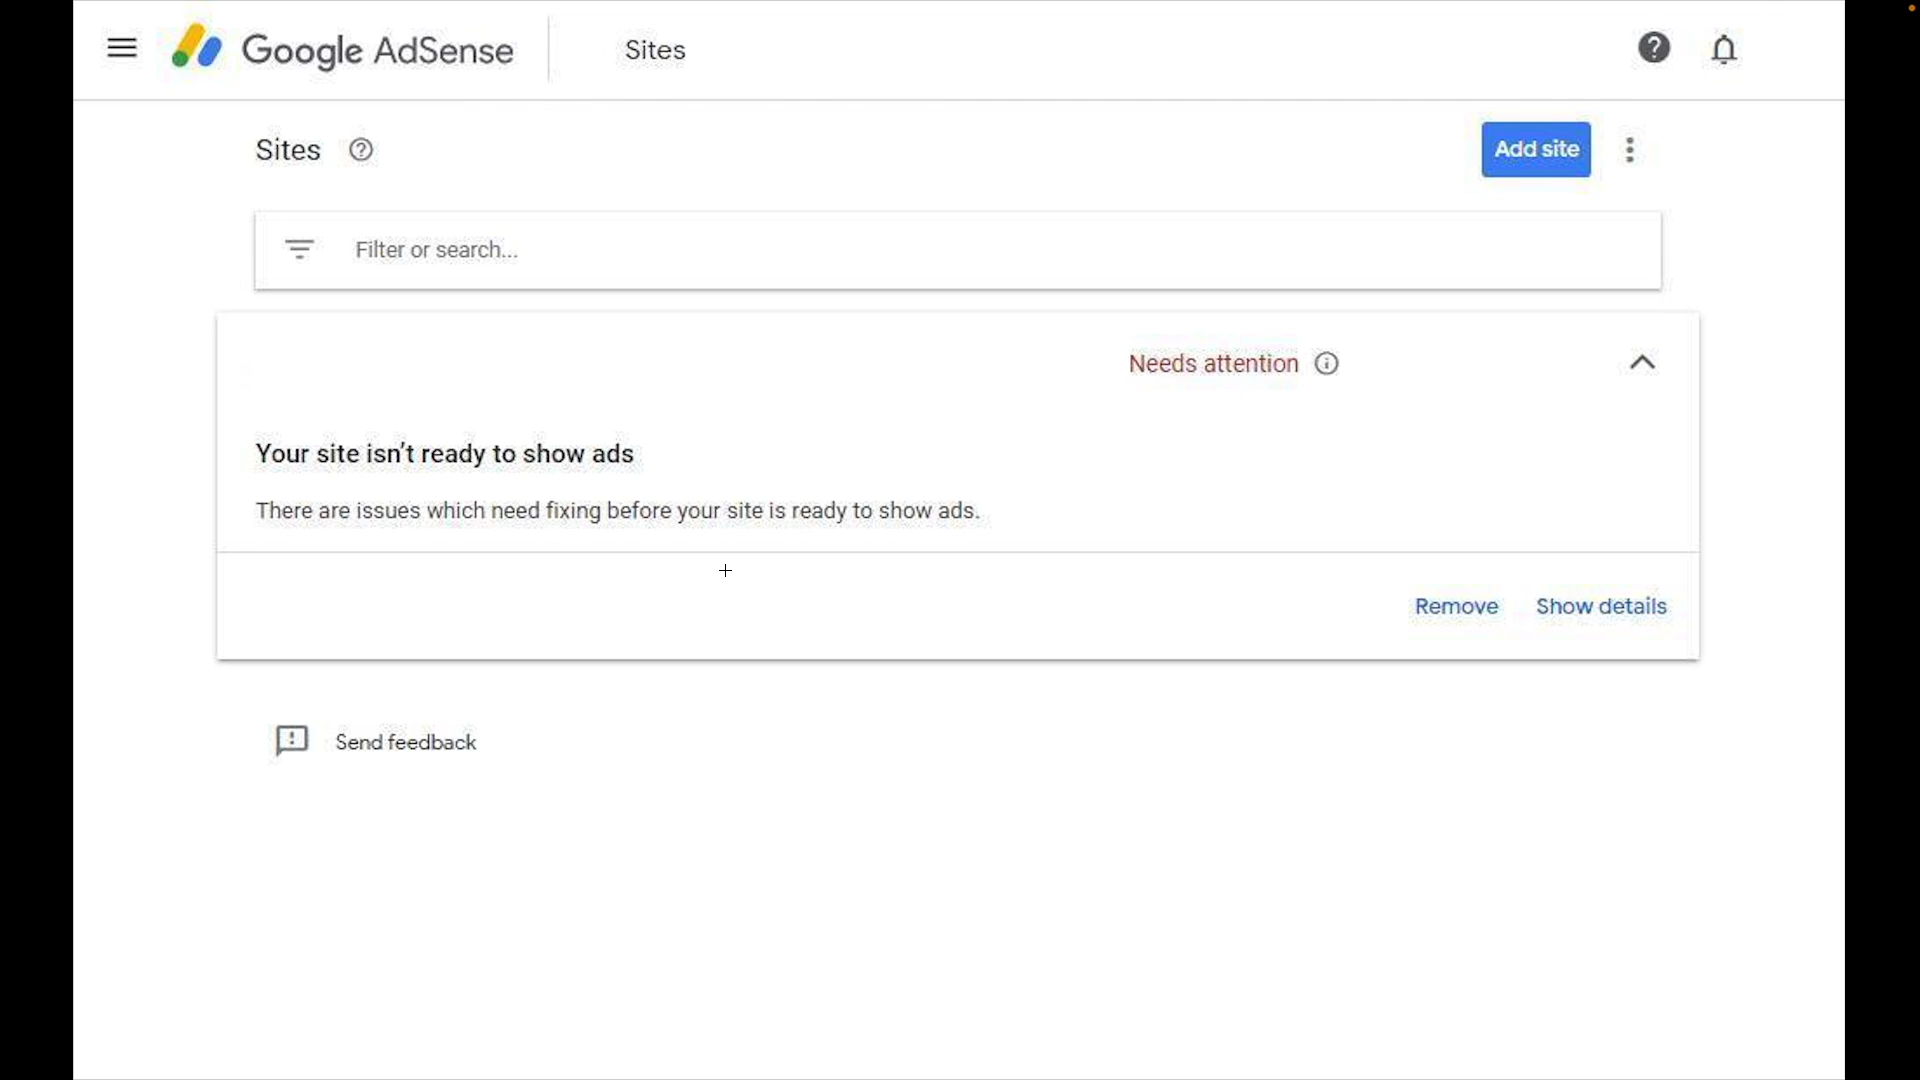 Google AdSense
Sites
Sites
Add site
Filter or search...
Needs attention
Your site isn't ready to show ads
There are issues which need fixing before your site is ready to show ads.
Remove
Show details
Send feedback